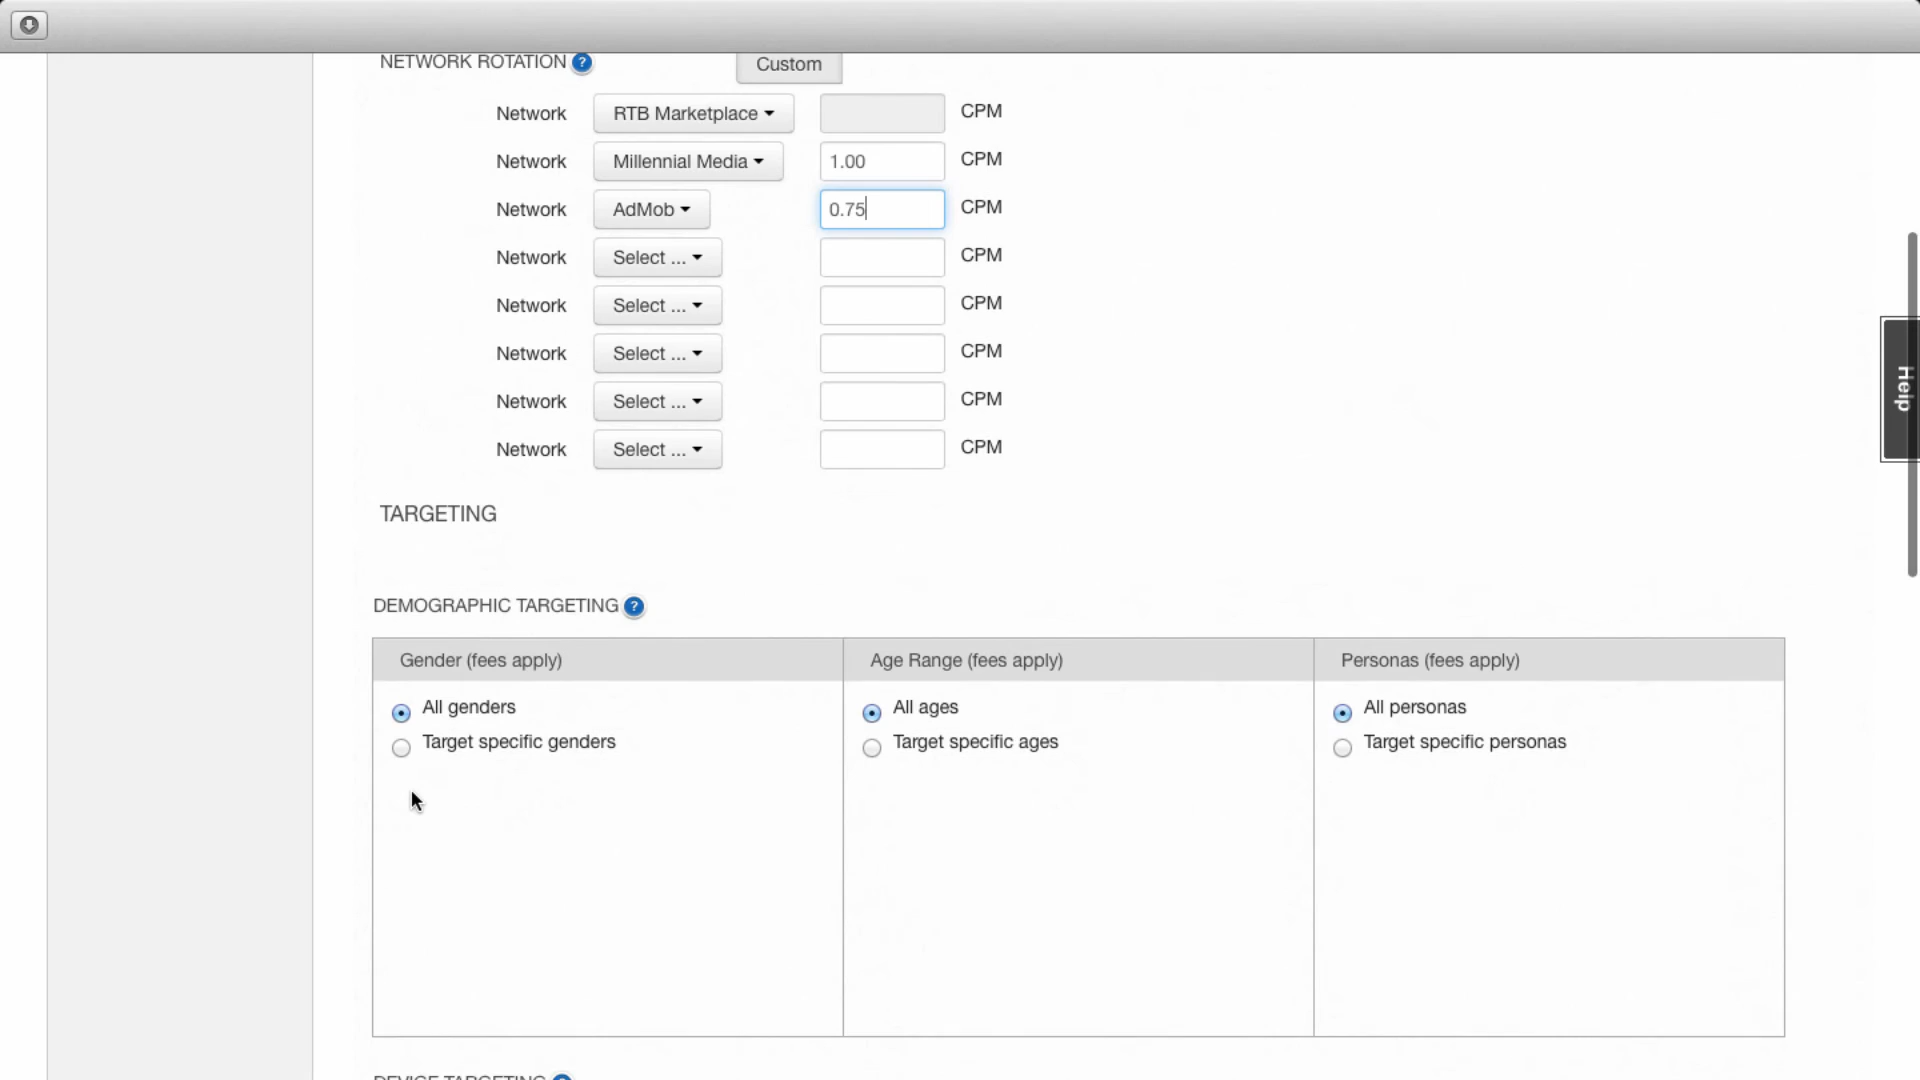 NETWORK ROTATION ?
Custom
Network RTB Marketplace CPM
Network Millennial Media 1.00 CPM
Network AdMob 0.75 CPM
Network Select ... CPM
Network Select ... CPM
Network Select ... CPM
Network Select ... CPM
Network Select ... CPM
Help
TARGETING
DEMOGRAPHIC TARGETING ?
Gender (fees apply) Age Range (fees apply) Personas (fees apply)
All genders All ages All personas
Target specific genders Target specific ages Target specific personas
DEVICE TARGETING ?